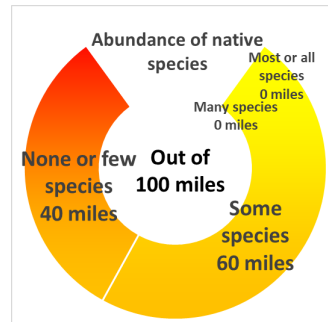 Abundance of native
species
Most or all
species
0 miles
Many species
0 miles
None or few
species
40 miles
Out of
100 miles
Some
species
60 miles